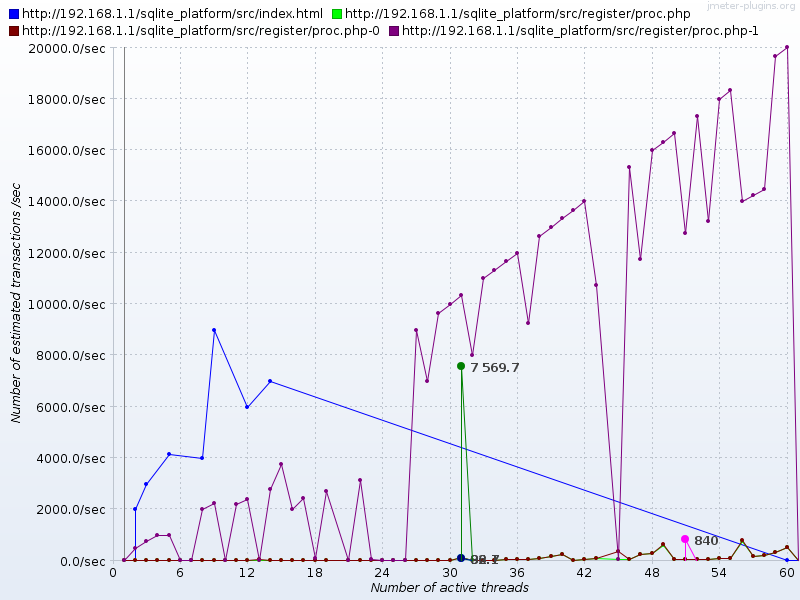 jmeter-plugins.org
http://192.168.1.1/sqlite_platform/src/index.html http://192.168.1.1/sqlite_platform/src/register/proc.php
http://192.168.1.1/sqlite_platform/src/register/proc.php-0 http://192.168.1.1/sqlite_platform/src/register/proc.php-1
20000.0/sec
18000.0/sec
16000.0/sec
14000.0/sec
12000.0/sec
10000.0/sec
8000.0/sec
6000.0/sec
4000.0/sec
2000.0/sec
0.0/sec
Number of estimated transactions /sec
7 569.7
840
0 6 12 18 24 30 36 42 48 54 60
Number of active threads